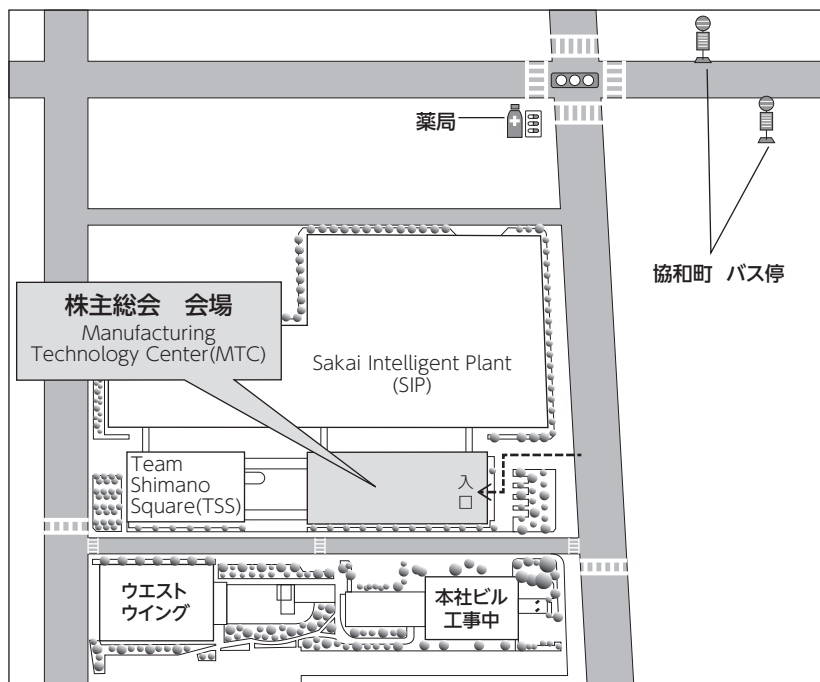 薬局
協和町 バス停
株主総会 会場
Manufacturing
Technology Center(MTC)
Sakai Intelligent Plant
(SIP)
Team
Shimano
Square(TSS)
入
口
ウエスト
ウイング
本社ビル
工事中